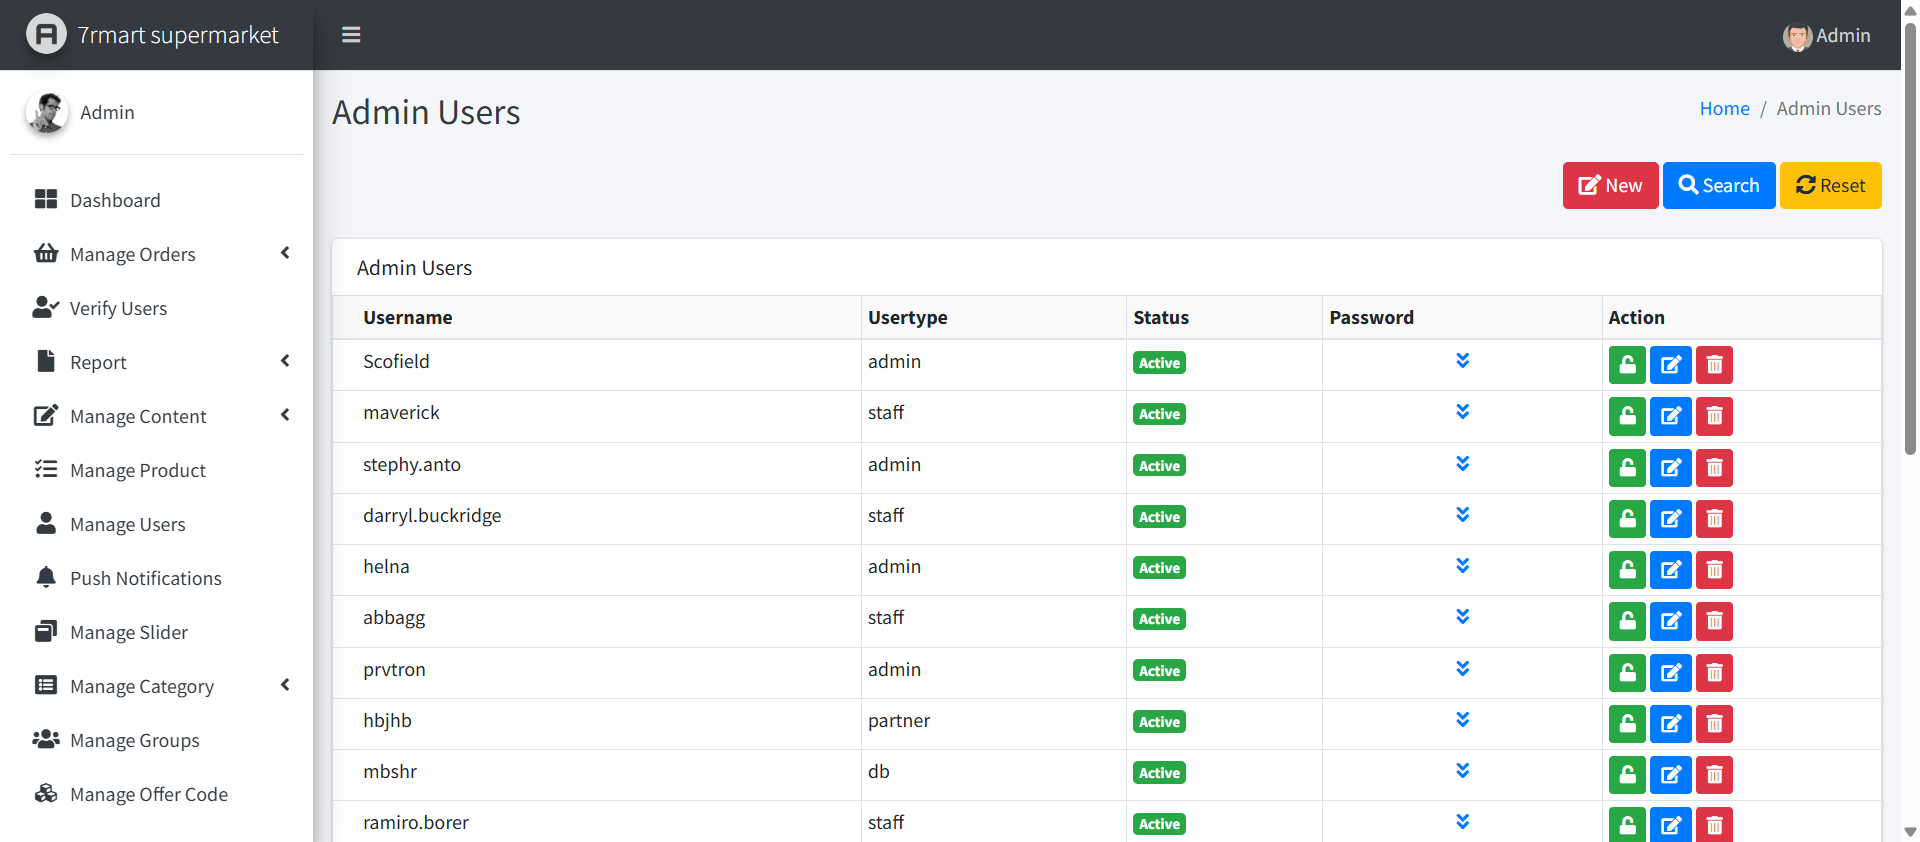 7rmart supermarket
Admin
Admin
Admin Users
Home / Admin Users
New Search Reset
Dashboard
Manage Orders
Verify Users
Report
Manage Content
Manage Product
Manage Users
Push Notifications
Manage Slider
Manage Category
Manage Groups
Manage Offer Code
Admin Users
Username Usertype Status Password Action
Scofield admin Active
maverick staff Active
stephy.anto admin Active
darryl.buckridge staff Active
helna admin Active
abbagg staff Active
prvtron admin Active
hbjhb partner Active
mbshr db Active
ramiro.borer staff Active